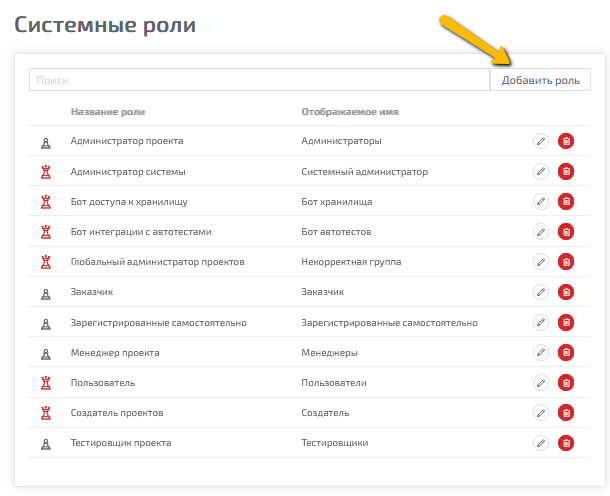 Системные роли
Поиск Добавить роль
Название роли Отображаемое имя
Администратор проекта Администраторы
Администратор системы Системный администратор
Бот доступа к хранилищу Бот хранилища
Бот интеграции с автотестами Бот автотестов
Глобальный администратор проектов Некорректная группа
Заказчик Заказчик
Зарегистрированные самостоятельно Зарегистрированные самостоятельно
Менеджер проекта Менеджеры
Пользователь Пользователи
Создатель проектов Создатель
Тестировщик проекта Тестировщики